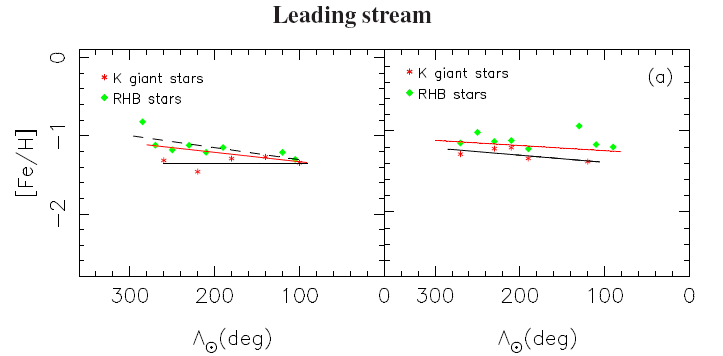 Leading stream
K giant stars
RHB stars
K giant stars
RHB stars
(a)
0
-1
-2
[Fe/H]
300 200 100 0
300 200 100 0
Λ⊙(deg)
Λ⊙(deg)